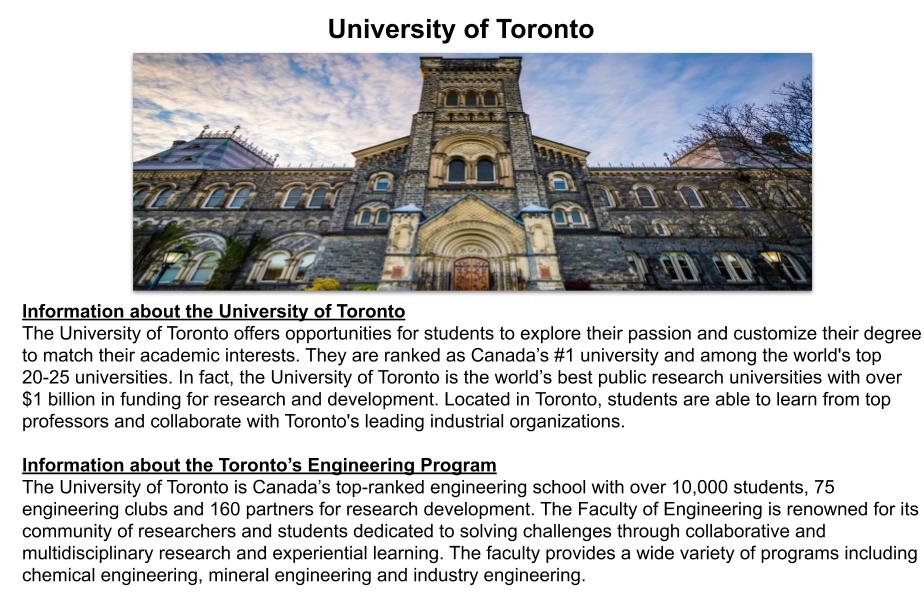 University of Toronto
Information about the University of Toronto
The University of Toronto offers opportunities for students to explore their passion and customize their degree
to match their academic interests. They are ranked as Canada’s #1 university and among the world's top
20-25 universities. In fact, the University of Toronto is the world’s best public research universities with over
$1 billion in funding for research and development. Located in Toronto, students are able to learn from top
professors and collaborate with Toronto's leading industrial organizations.
Information about the Toronto’s Engineering Program
The University of Toronto is Canada’s top-ranked engineering school with over 10,000 students, 75
engineering clubs and 160 partners for research development. The Faculty of Engineering is renowned for its
community of researchers and students dedicated to solving challenges through collaborative and
multidisciplinary research and experiential learning. The faculty provides a wide variety of programs including
chemical engineering, mineral engineering and industry engineering.